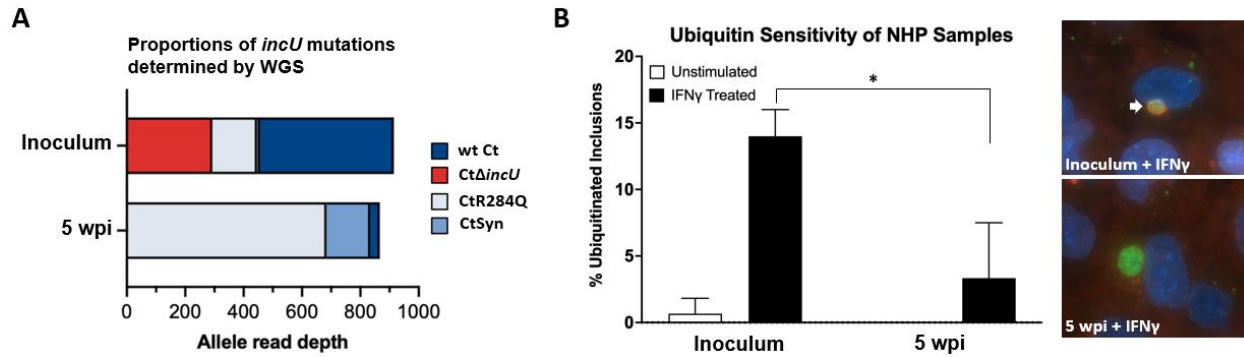 A
Proportions of incU mutations
determined by WGS
Inoculum
5 wpi
0
200
400
600
800
1000
Allele read depth
wt Ct
CtΔincU
CtR284Q
CtSyn
B
Ubiquitin Sensitivity of NHP Samples
% Ubiquitinated Inclusions
20
15
10
5
0
Unstimulated
IFNγ Treated
*
Inoculum
5 wpi
Inoculum + IFNγ
5 wpi + IFNγ